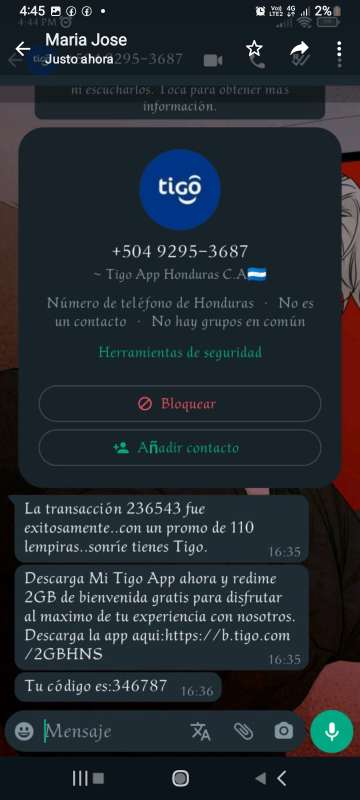 4:45
Voo)
4G
LTE2
2%
4:44 PM
Maria Jose
Justo ahora
9295-3687
ni escucharlos. Toca para obtener más
información.
tigo
+504 9295-3687
~ Tigo App Honduras C.A🇭🇳
Número de teléfono de Honduras · No es
un contacto · No hay grupos en común
Herramientas de seguridad
Bloquear
Añadir contacto
La transacción 236543 fue
exitosamente..con un promo de 110
lempiras..sonríe tienes Tigo.
16:35
Descarga Mi Tigo App ahora y redime
2GB de bienvenida gratis para disfrutar
al maximo de tu experiencia con nosotros.
Descarga la app aqui:https://b.tigo.com
/2GBHNS
16:35
Tu código es:346787
16:36
Mensaje